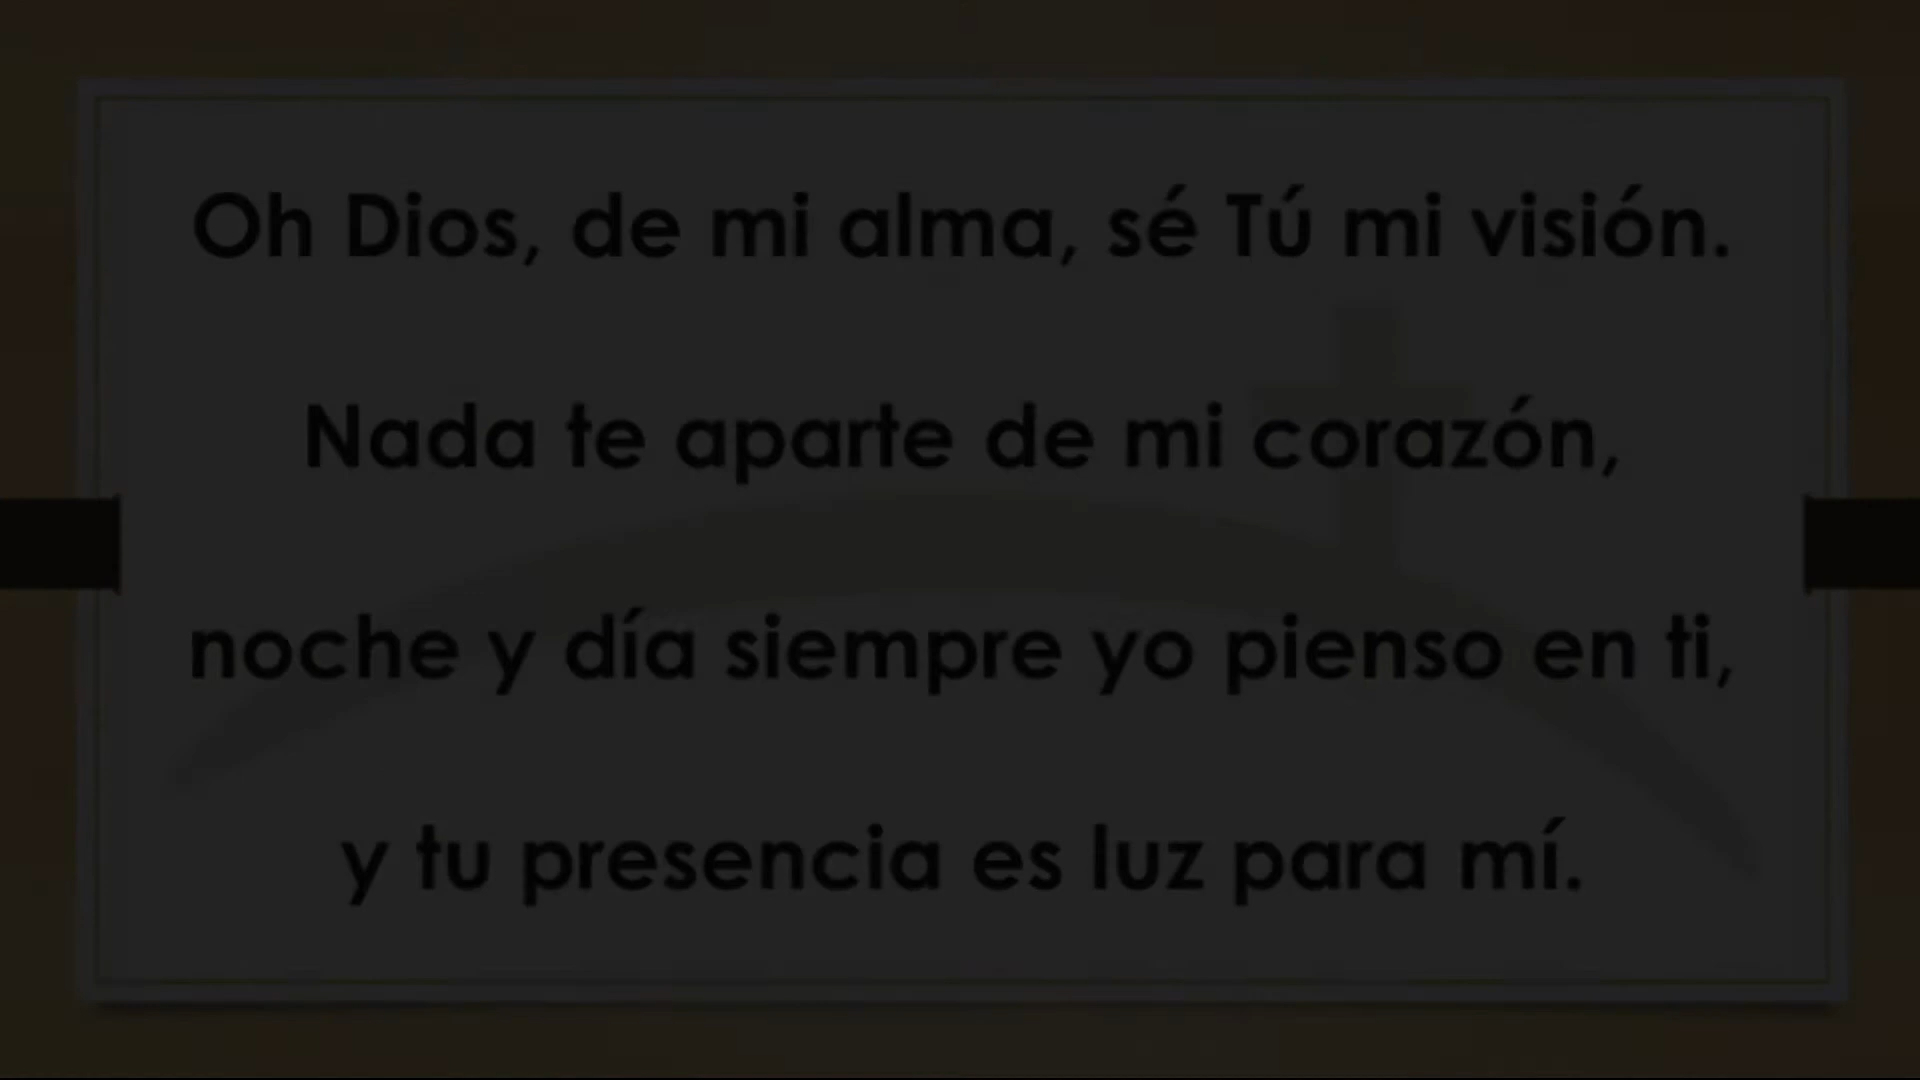 Oh Dios, de mi alma, sé Tú mi visión.
Nada te aparte de mi corazón,
noche y día siempre yo pienso en ti,
y tu presencia es luz para mí.